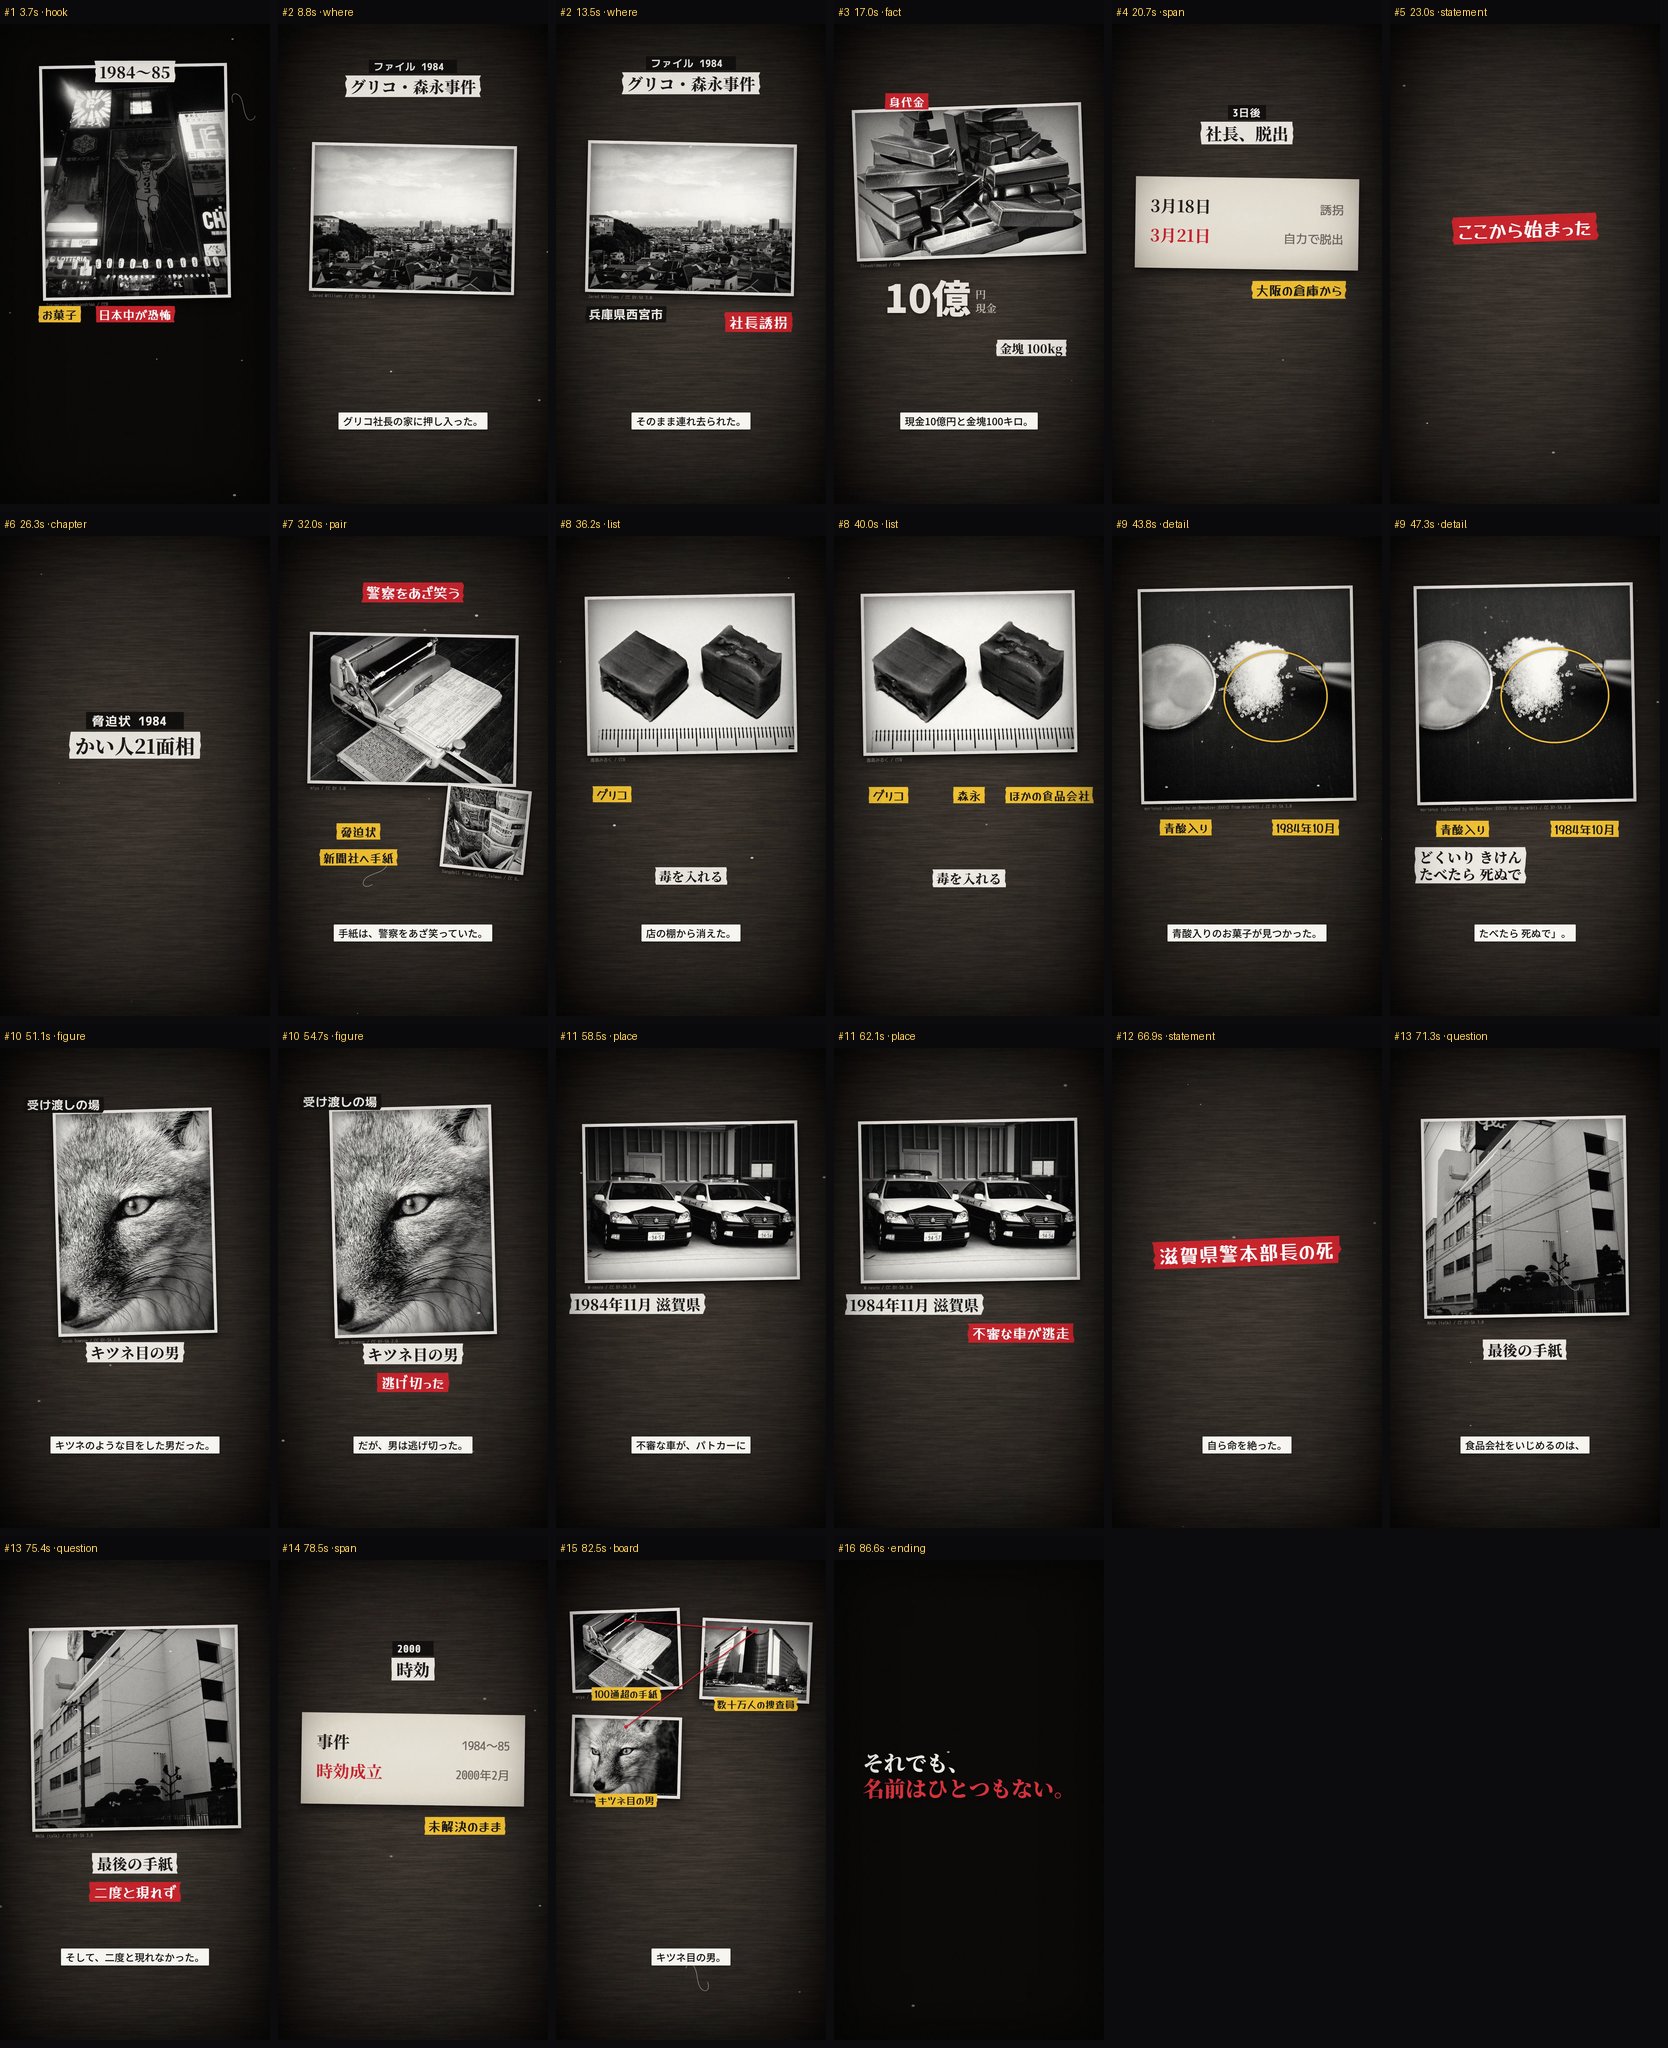 #1 3.7s · hook
1984〜85
LOTTERIA
お菓子
日本中が恐怖
#2 8.8s · where
ファイル 1984
グリコ・森永事件
Jared Williams / CC BY-SA 3.0
グリコ社長の家に押し入った。
#2 13.5s · where
ファイル 1984
グリコ・森永事件
Jared Williams / CC BY-SA 3.0
兵庫県西宮市
社長誘拐
そのまま連れ去られた。
#3 17.0s · fact
身代金
10億
円
現金
金塊 100kg
現金10億円と金塊100キロ。
#4 20.7s · span
3日後
社長、脱出
3月18日
誘拐
3月21日
自力で脱出
大阪の倉庫から
#5 23.0s · statement
ここから始まった
#6 26.3s · chapter
脅迫状 1984
かい人21面相
#7 32.0s · pair
警察をあざ笑う
脅迫状
新聞社へ手紙
手紙は、警察をあざ笑っていた。
#8 36.2s · list
グリコ
毒を入れる
店の棚から消えた。
#8 40.0s · list
グリコ
森永
ほかの食品会社
毒を入れる
#9 43.8s · detail
青酸入り
1984年10月
青酸入りのお菓子が見つかった。
#9 47.3s · detail
青酸入り
1984年10月
どくいり きけん
たべたら 死ぬで
たべたら 死ぬで」。
#10 51.1s · figure
受け渡しの場
キツネ目の男
キツネのような目をした男だった。
#10 54.7s · figure
受け渡しの場
キツネ目の男
逃げ切った
だが、男は逃げ切った。
#11 58.5s · place
1984年11月 滋賀県
不審な車が、パトカーに
#11 62.1s · place
1984年11月 滋賀県
不審な車が逃走
#12 66.9s · statement
滋賀県警本部長の死
自ら命を絶った。
#13 71.3s · question
最後の手紙
食品会社をいじめるのは、
#13 75.4s · question
最後の手紙
二度と現れず
そして、二度と現れなかった。
#14 78.5s · span
2000
時効
事件
1984〜85
時効成立
2000年2月
未解決のまま
#15 82.5s · board
100通超の手紙
数十万人の捜査員
キツネ目の男
キツネ目の男。
#16 86.6s · ending
それでも、
名前はひとつもない。